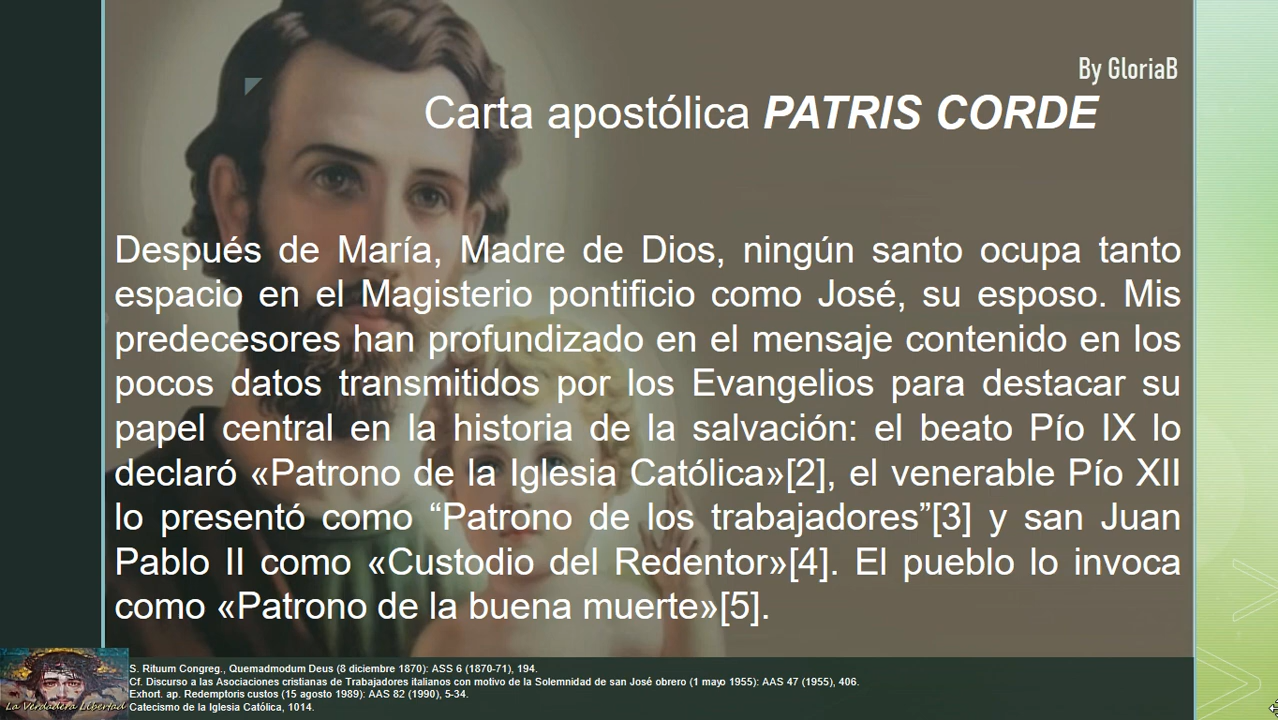 By GloriaB
Carta apostólica PATRIS CORDE
Después de María, Madre de Dios, ningún santo ocupa tanto
espacio en el Magisterio pontificio como José, su esposo. Mis
predecesores han profundizado en el mensaje contenido en los
pocos datos transmitidos por los Evangelios para destacar su
papel central en la historia de la salvación: el beato Pío IX lo
declaró «Patrono de la Iglesia Católica»[2], el venerable Pío XII
lo presentó como “Patrono de los trabajadores”[3] y san Juan
Pablo II como «Custodio del Redentor»[4]. El pueblo lo invoca
como «Patrono de la buena muerte»[5].
S. Rituum Congreg., Quemadmodum Deus (8 diciembre 1870): ASS 6 (1870-71), 194.
Cf. Discurso a las Asociaciones cristianas de Trabajadores italianos con motivo de la Solemnidad de san José obrero (1 mayo 1955): AAS 47 (1955), 406.
Exhort. ap. Redemptoris custos (15 agosto 1989): AAS 82 (1990), 5-34.
Catecismo de la Iglesia Católica, 1014.
La Verdadera Libertad